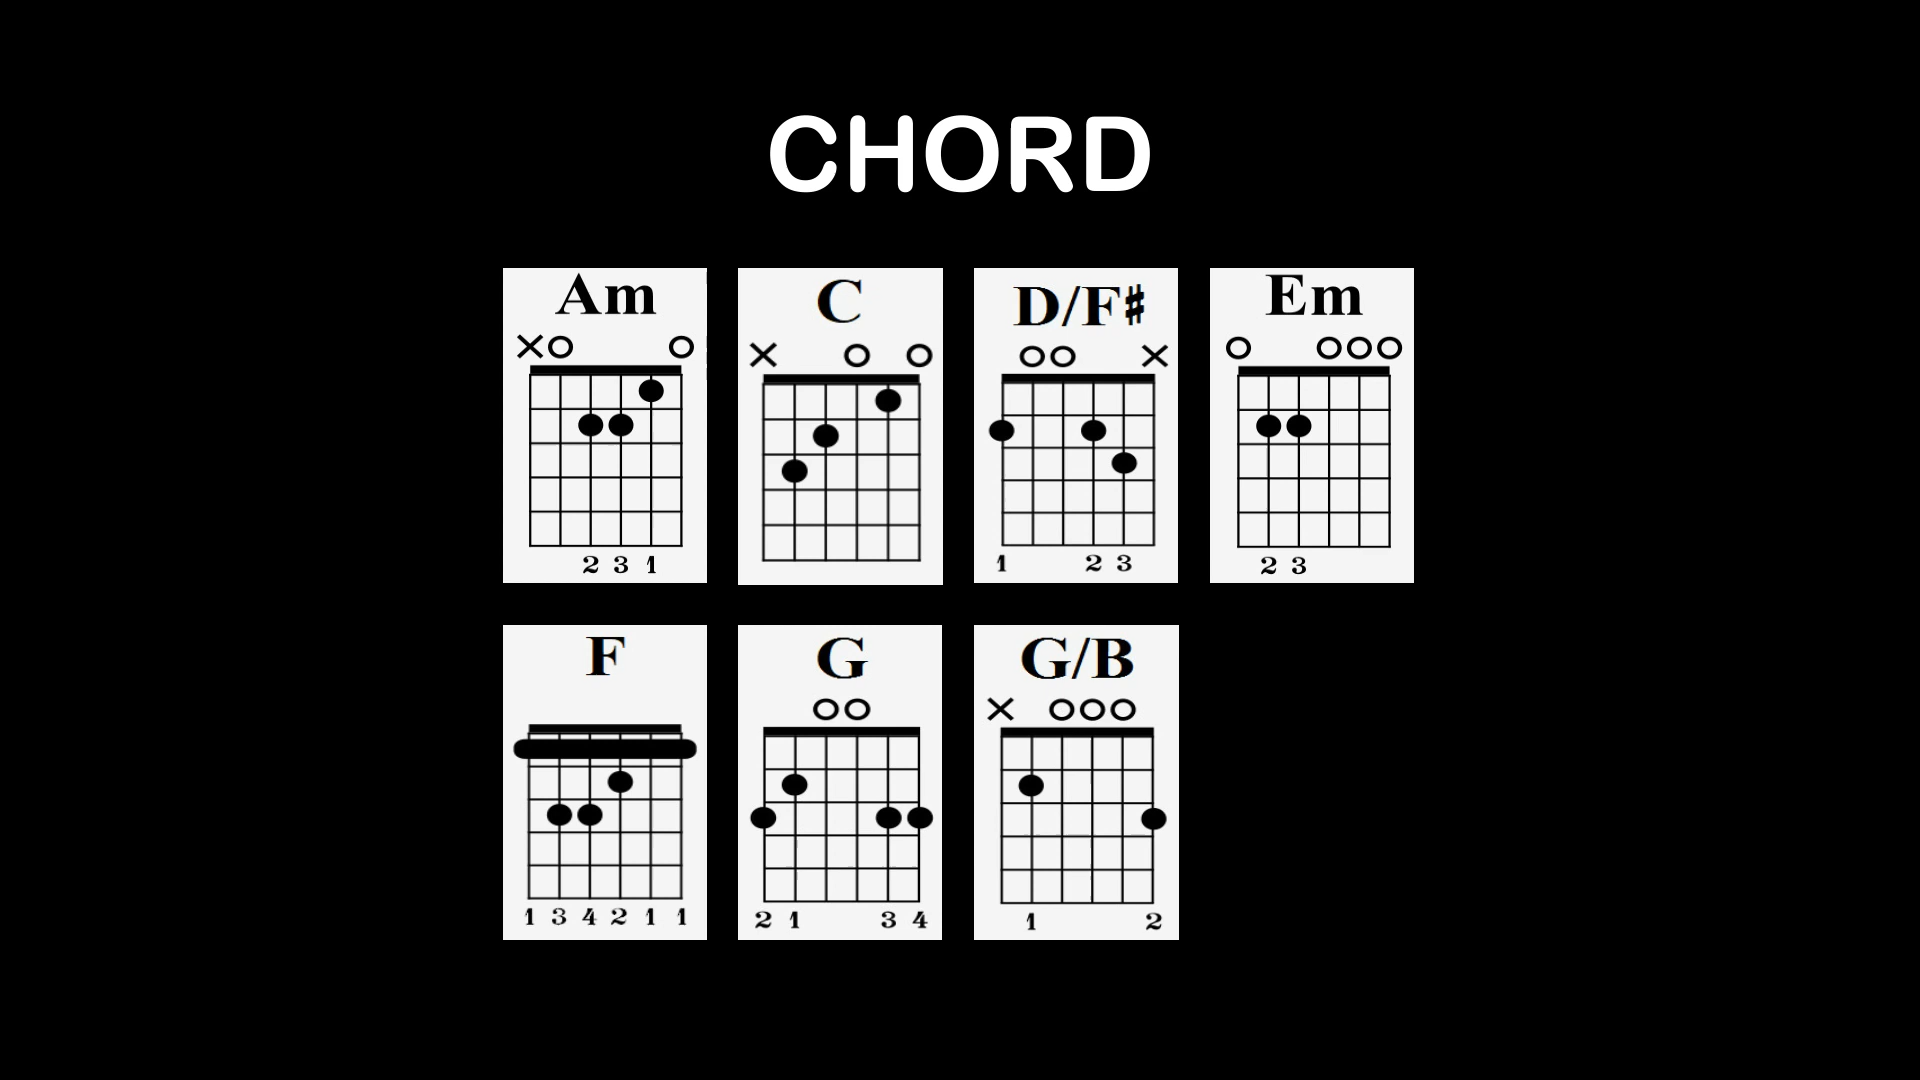 CHORD
Am C D/F♯ Em
2 3 1 1 2 3 2 3
F G G/B
1 3 4 2 1 1 2 1 3 4 1 2